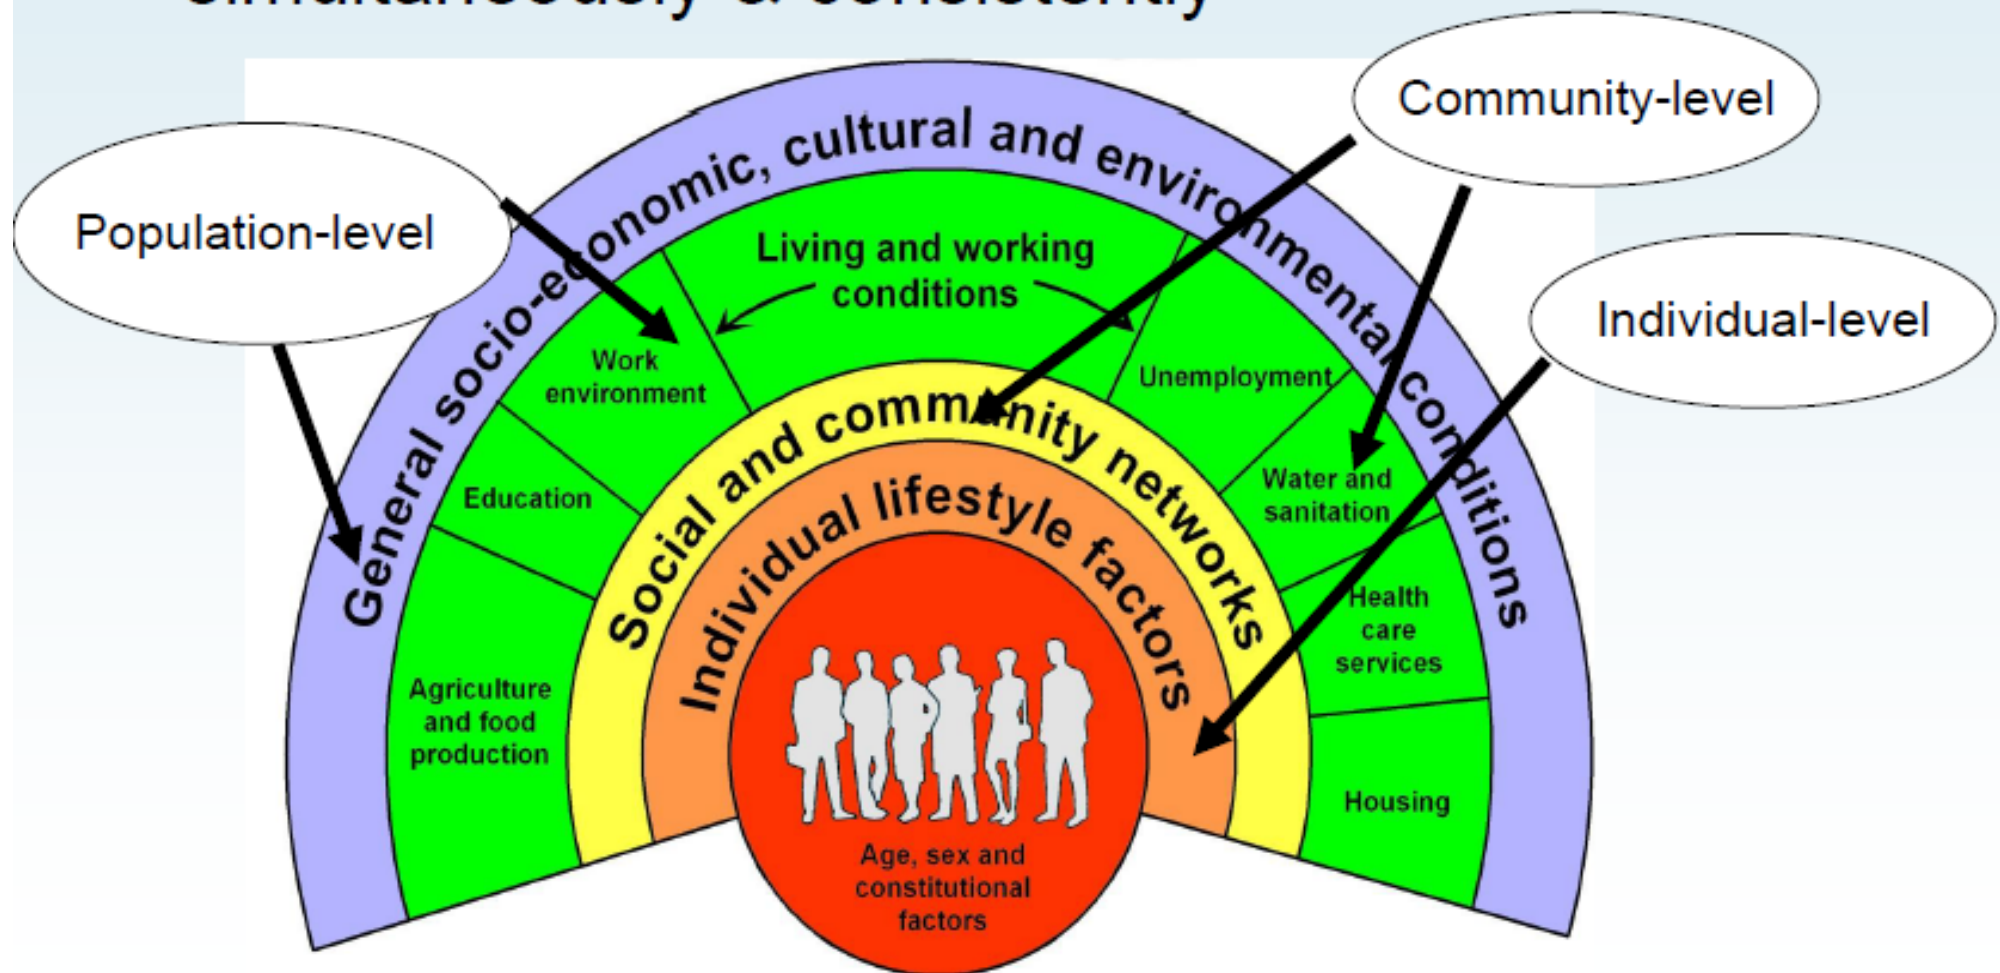 simultaneously & consistently
Community-level
Population-level
Individual-level
General socio-economic, cultural and environmental conditions
Living and working
conditions
Work
environment
Unemployment
Education
Water and
sanitation
Agriculture
and food
production
Health
care
services
Housing
Social and community networks
Individual lifestyle factors
Age, sex and
constitutional
factors